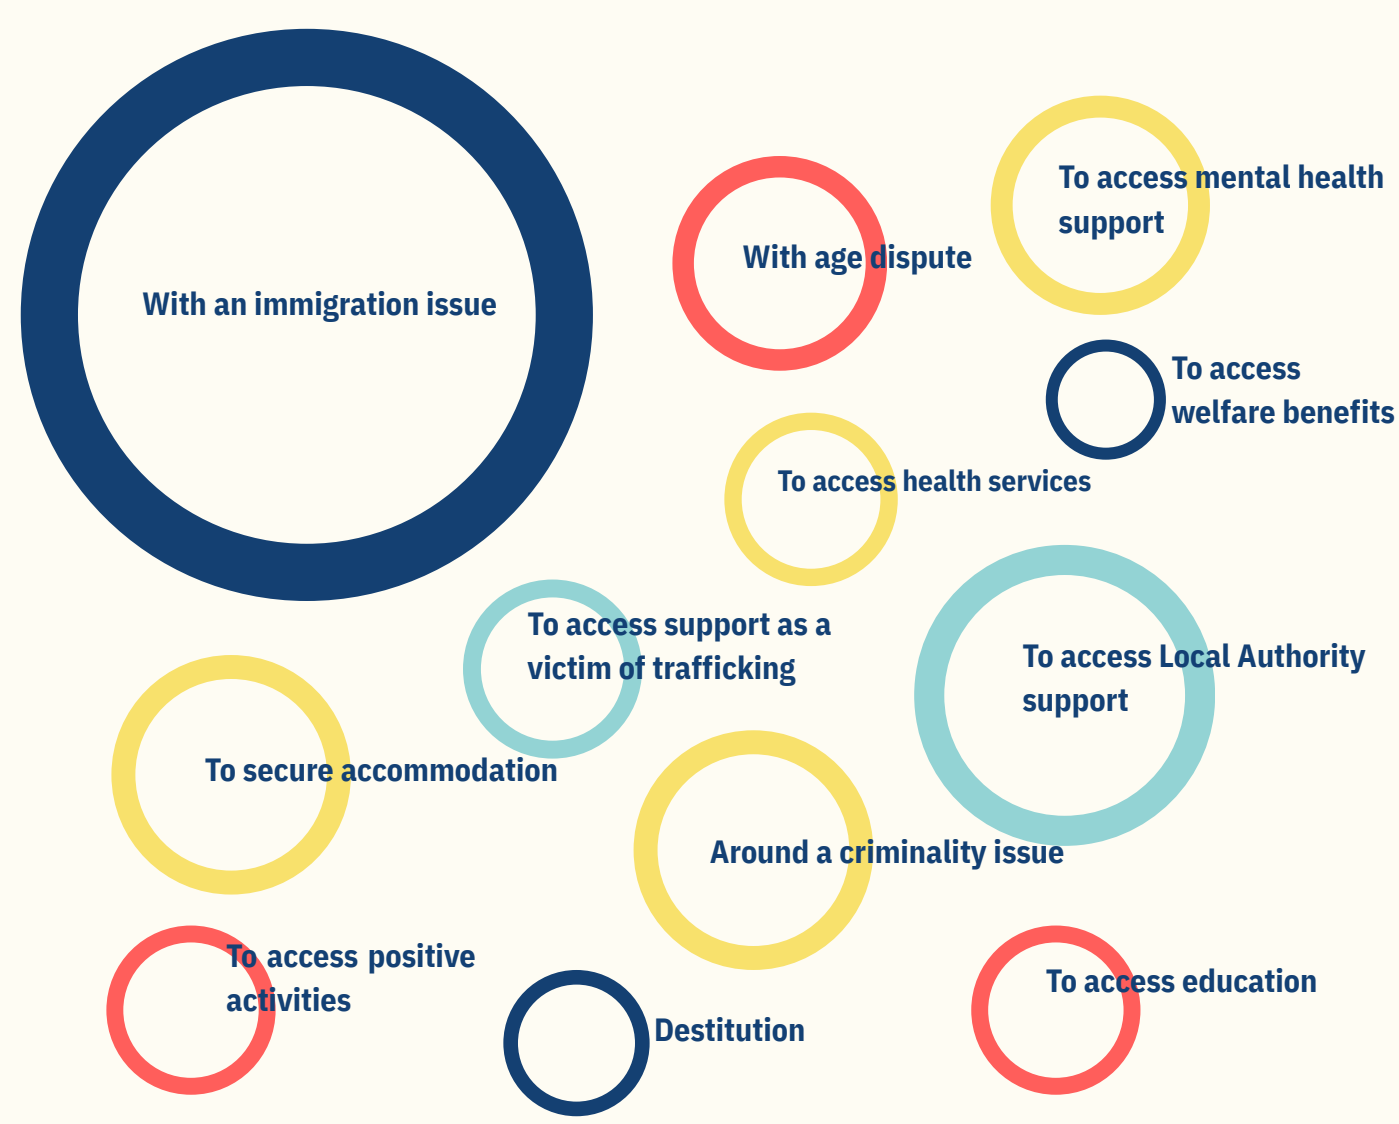 To access mental health
support
With age dispute
With an immigration issue
To access
welfare benefits
To access health services
To access support as a
victim of trafficking
To access Local Authority
support
To secure accommodation
Around a criminality issue
To access positive
activities
To access education
Destitution